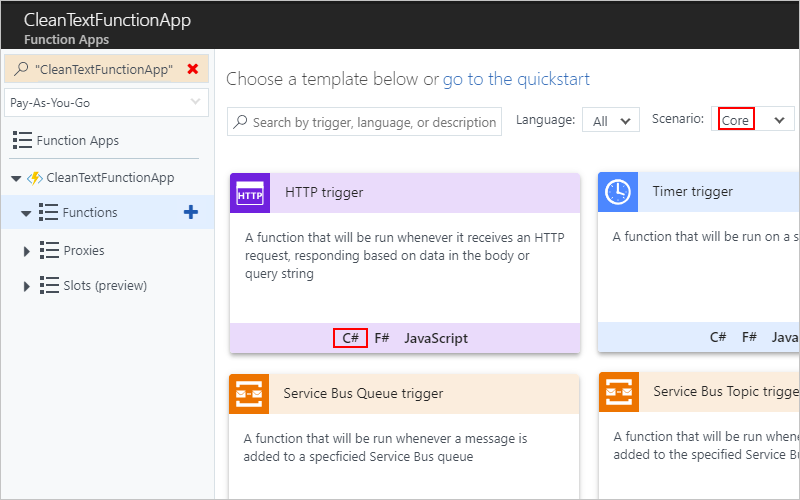 CleanTextFunctionApp
Function Apps
"CleanTextFunctionApp"
Pay-As-You-Go
Function Apps
CleanTextFunctionApp
Functions
Proxies
Slots (preview)
Choose a template below or go to the quickstart
Search by trigger, language, or description
Language: All
Scenario: Core
HTTP
HTTP trigger
A function that will be run whenever it receives an HTTP
request, responding based on data in the body or
query string
C# F# JavaScript
Timer trigger
A function that will be run on a s
C# F# Java
Service Bus Queue trigger
A function that will be run whenever a message is
added to a specficied Service Bus queue
Service Bus Topic trigge
A function that will be run whene
added to the specified Service B